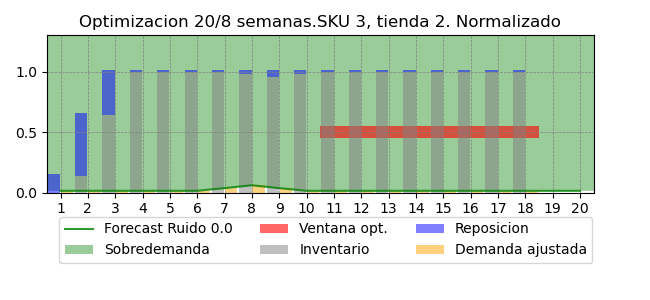 Optimizacion 20/8 semanas.SKU 3, tienda 2. Normalizado
1.0
0.5
0.0
1 2 3 4 5 6 7 8 9 10 11 12 13 14 15 16 17 18 19 20
Forecast Ruido 0.0 Ventana opt. Reposicion
Sobredemanda Inventario Demanda ajustada